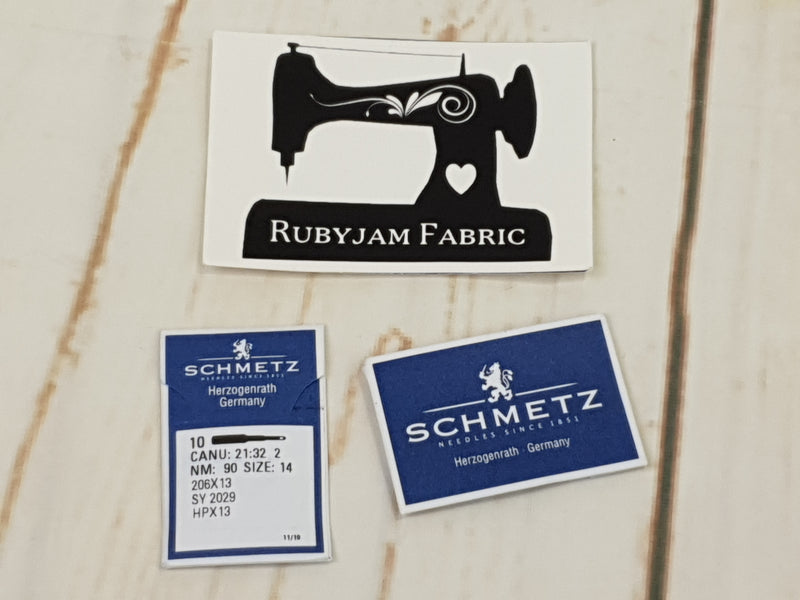 RUBYJAM FABRIC
SCHMETZ
NEEDLES SINCE 1851
Herzogenrath
Germany
10
CANU: 21:32 2
NM: 90 SIZE: 14
206X13
SY 2029
HPX13
11/19
SCHMETZ
NEEDLES SINCE 1851
Herzogenrath · Germany